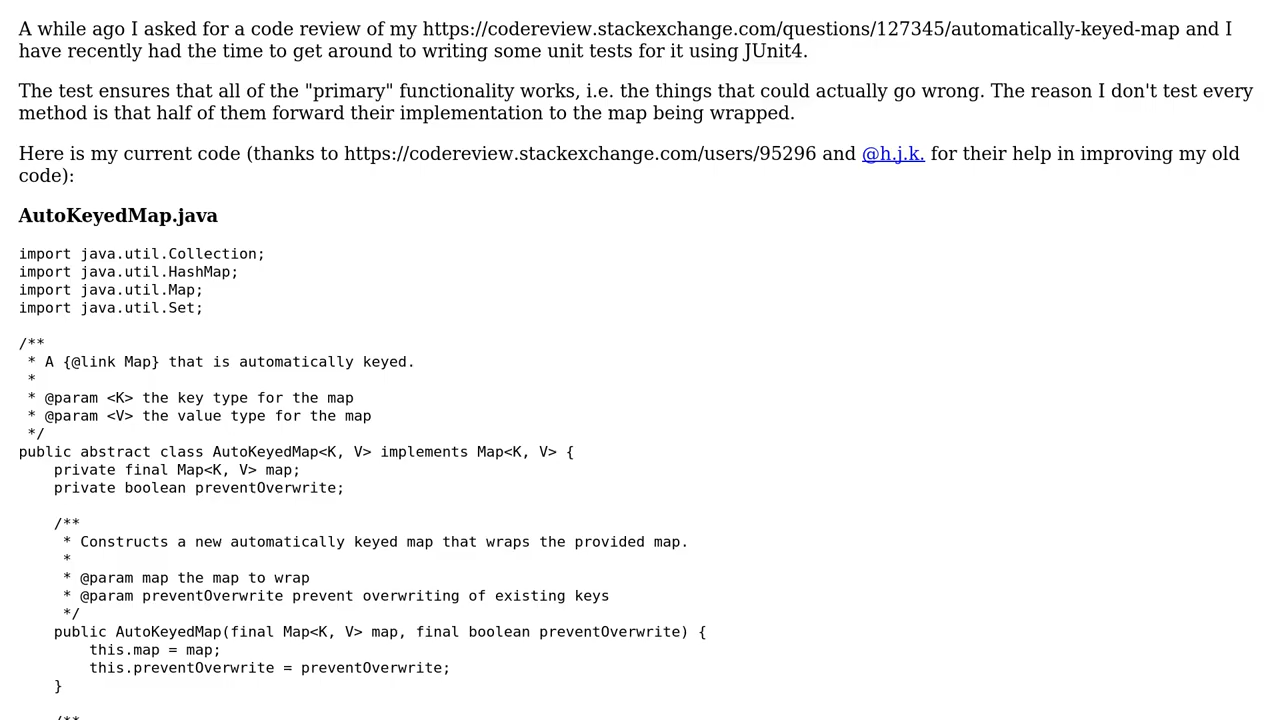 A while ago I asked for a code review of my https://codereview.stackexchange.com/questions/127345/automatically-keyed-map and I
have recently had the time to get around to writing some unit tests for it using JUnit4.
The test ensures that all of the "primary" functionality works, i.e. the things that could actually go wrong. The reason I don't test every
method is that half of them forward their implementation to the map being wrapped.
Here is my current code (thanks to https://codereview.stackexchange.com/users/95296 and @h.j.k. for their help in improving my old
code):
AutoKeyedMap.java
import java.util.Collection;
import java.util.HashMap;
import java.util.Map;
import java.util.Set;
/**
 * A {@link Map} that is automatically keyed.
 *
 * @param <K> the key type for the map
 * @param <V> the value type for the map
 */
public abstract class AutoKeyedMap<K, V> implements Map<K, V> {
    private final Map<K, V> map;
    private boolean preventOverwrite;
    /**
     * Constructs a new automatically keyed map that wraps the provided map.
     *
     * @param map the map to wrap
     * @param preventOverwrite prevent overwriting of existing keys
     */
    public AutoKeyedMap(final Map<K, V> map, final boolean preventOverwrite) {
        this.map = map;
        this.preventOverwrite = preventOverwrite;
    }
    /**